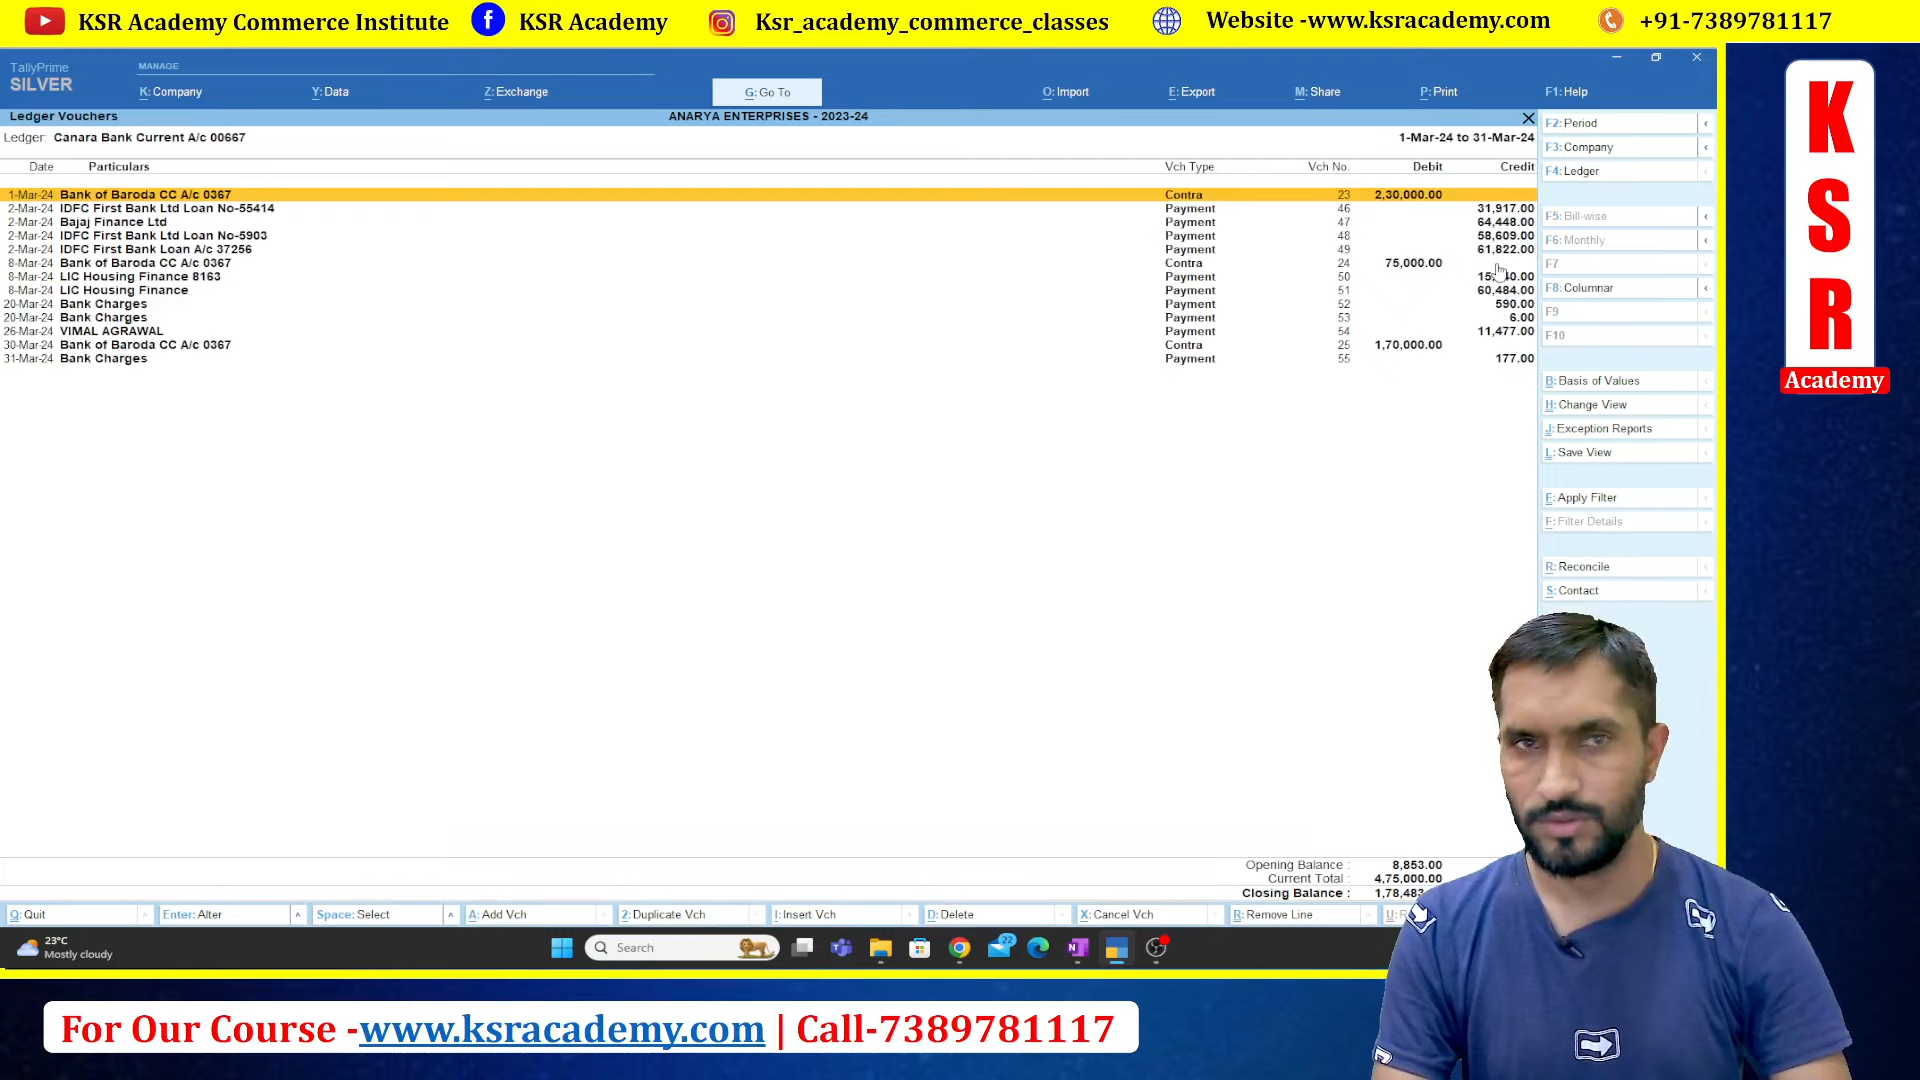 KSR Academy Commerce Institute KSR Academy Ksr_academy_commerce_classes Website -www.ksracademy.com +91-7389781117
TallyPrime
SILVER
MANAGE
K: Company Y: Data Z: Exchange G: Go To O: Import E: Export M: Share P: Print F1: Help
Ledger Vouchers ANARYA ENTERPRISES - 2023-24
Ledger: Canara Bank Current A/c 00667 1-Mar-24 to 31-Mar-24
Date Particulars Vch Type Vch No. Debit Credit
1-Mar-24 Bank of Baroda CC A/c 0367 Contra 23 2,30,000.00
2-Mar-24 IDFC First Bank Ltd Loan No-55414 Payment 46 31,917.00
2-Mar-24 Bajaj Finance Ltd Payment 47 64,448.00
2-Mar-24 IDFC First Bank Ltd Loan No-5903 Payment 48 58,609.00
2-Mar-24 IDFC First Bank Loan A/c 37256 Payment 49 61,822.00
8-Mar-24 Bank of Baroda CC A/c 0367 Contra 24 75,000.00
8-Mar-24 LIC Housing Finance 8163 Payment 50
8-Mar-24 LIC Housing Finance Payment 51 60,484.00
20-Mar-24 Bank Charges Payment 52 590.00
20-Mar-24 Bank Charges Payment 53 6.00
26-Mar-24 VIMAL AGRAWAL Payment 54 11,477.00
30-Mar-24 Bank of Baroda CC A/c 0367 Contra 25 1,70,000.00
31-Mar-24 Bank Charges Payment 55 177.00
Opening Balance : 8,853.00
Current Total : 4,75,000.00
Closing Balance :
F2: Period
F3: Company
F4: Ledger
F5: Bill-wise
F6: Monthly
F7
F8: Columnar
F9
F10
B: Basis of Values
H: Change View
J: Exception Reports
L: Save View
F: Apply Filter
F: Filter Details
R: Reconcile
S: Contact
Q: Quit Enter: Alter Space: Select A: Add Vch 2: Duplicate Vch I: Insert Vch D: Delete X: Cancel Vch R: Remove Line
23°C
Mostly cloudy
Search
22
K
S
R
Academy
For Our Course -www.ksracademy.com | Call-7389781117